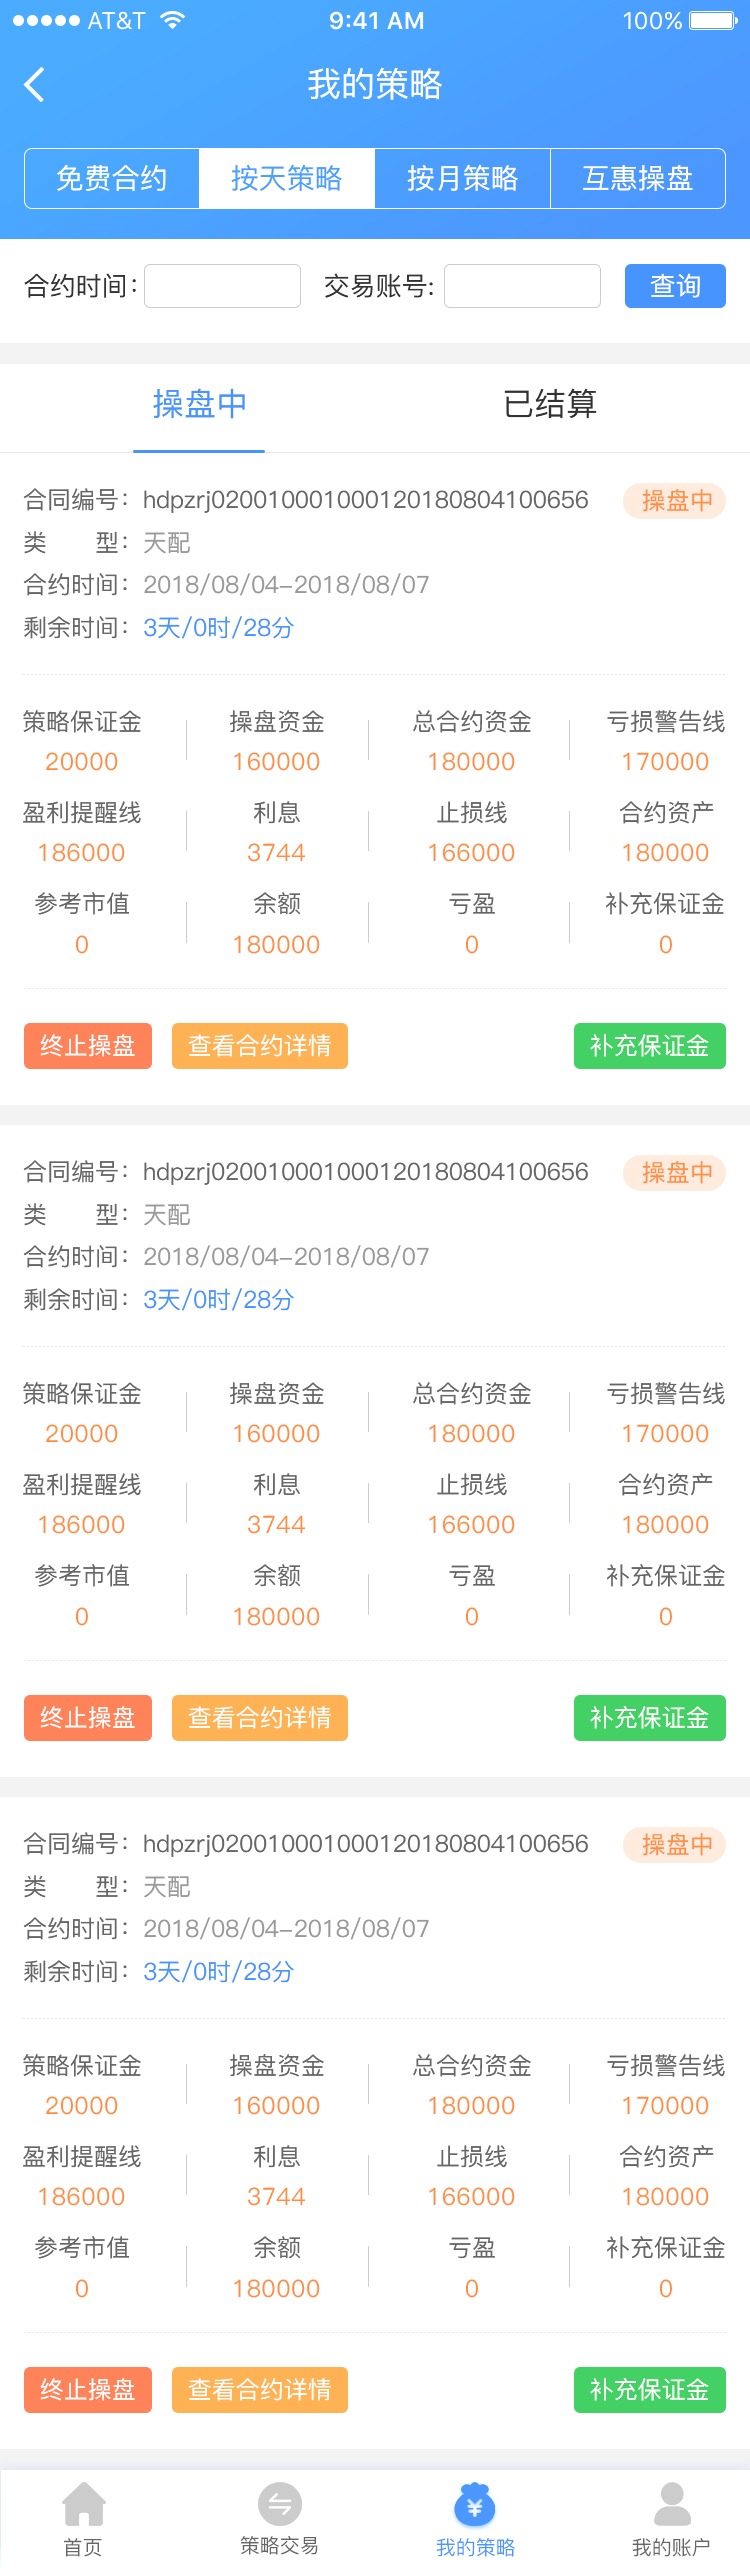 AT&T 9:41 AM 100%
我的策略
免费合约 按天策略 按月策略 互惠操盘
合约时间: 交易账号: 查询
操盘中 已结算
合同编号: hdpzrj0200100010001201808041​00656 操盘中
类 型: 天配
合约时间: 2018/08/04-2018/08/07
剩余时间: 3天/0时/28分
策略保证金 操盘资金 总合约资金 亏损警告线
20000 160000 180000 170000
盈利提醒线 利息 止损线 合约资产
186000 3744 166000 180000
参考市值 余额 亏盈 补充保证金
0 180000 0 0
终止操盘 查看合约详情 补充保证金
合同编号: hdpzrj020010001000120180804100656 操盘中
类 型: 天配
合约时间: 2018/08/04-2018/08/07
剩余时间: 3天/0时/28分
策略保证金 操盘资金 总合约资金 亏损警告线
20000 160000 180000 170000
盈利提醒线 利息 止损线 合约资产
186000 3744 166000 180000
参考市值 余额 亏盈 补充保证金
0 180000 0 0
终止操盘 查看合约详情 补充保证金
合同编号: hdpzrj020010001000120180804100656 操盘中
类 型: 天配
合约时间: 2018/08/04-2018/08/07
剩余时间: 3天/0时/28分
策略保证金 操盘资金 总合约资金 亏损警告线
20000 160000 180000 170000
盈利提醒线 利息 止损线 合约资产
186000 3744 166000 180000
参考市值 余额 亏盈 补充保证金
0 180000 0 0
终止操盘 查看合约详情 补充保证金
首页 策略交易 我的策略 我的账户